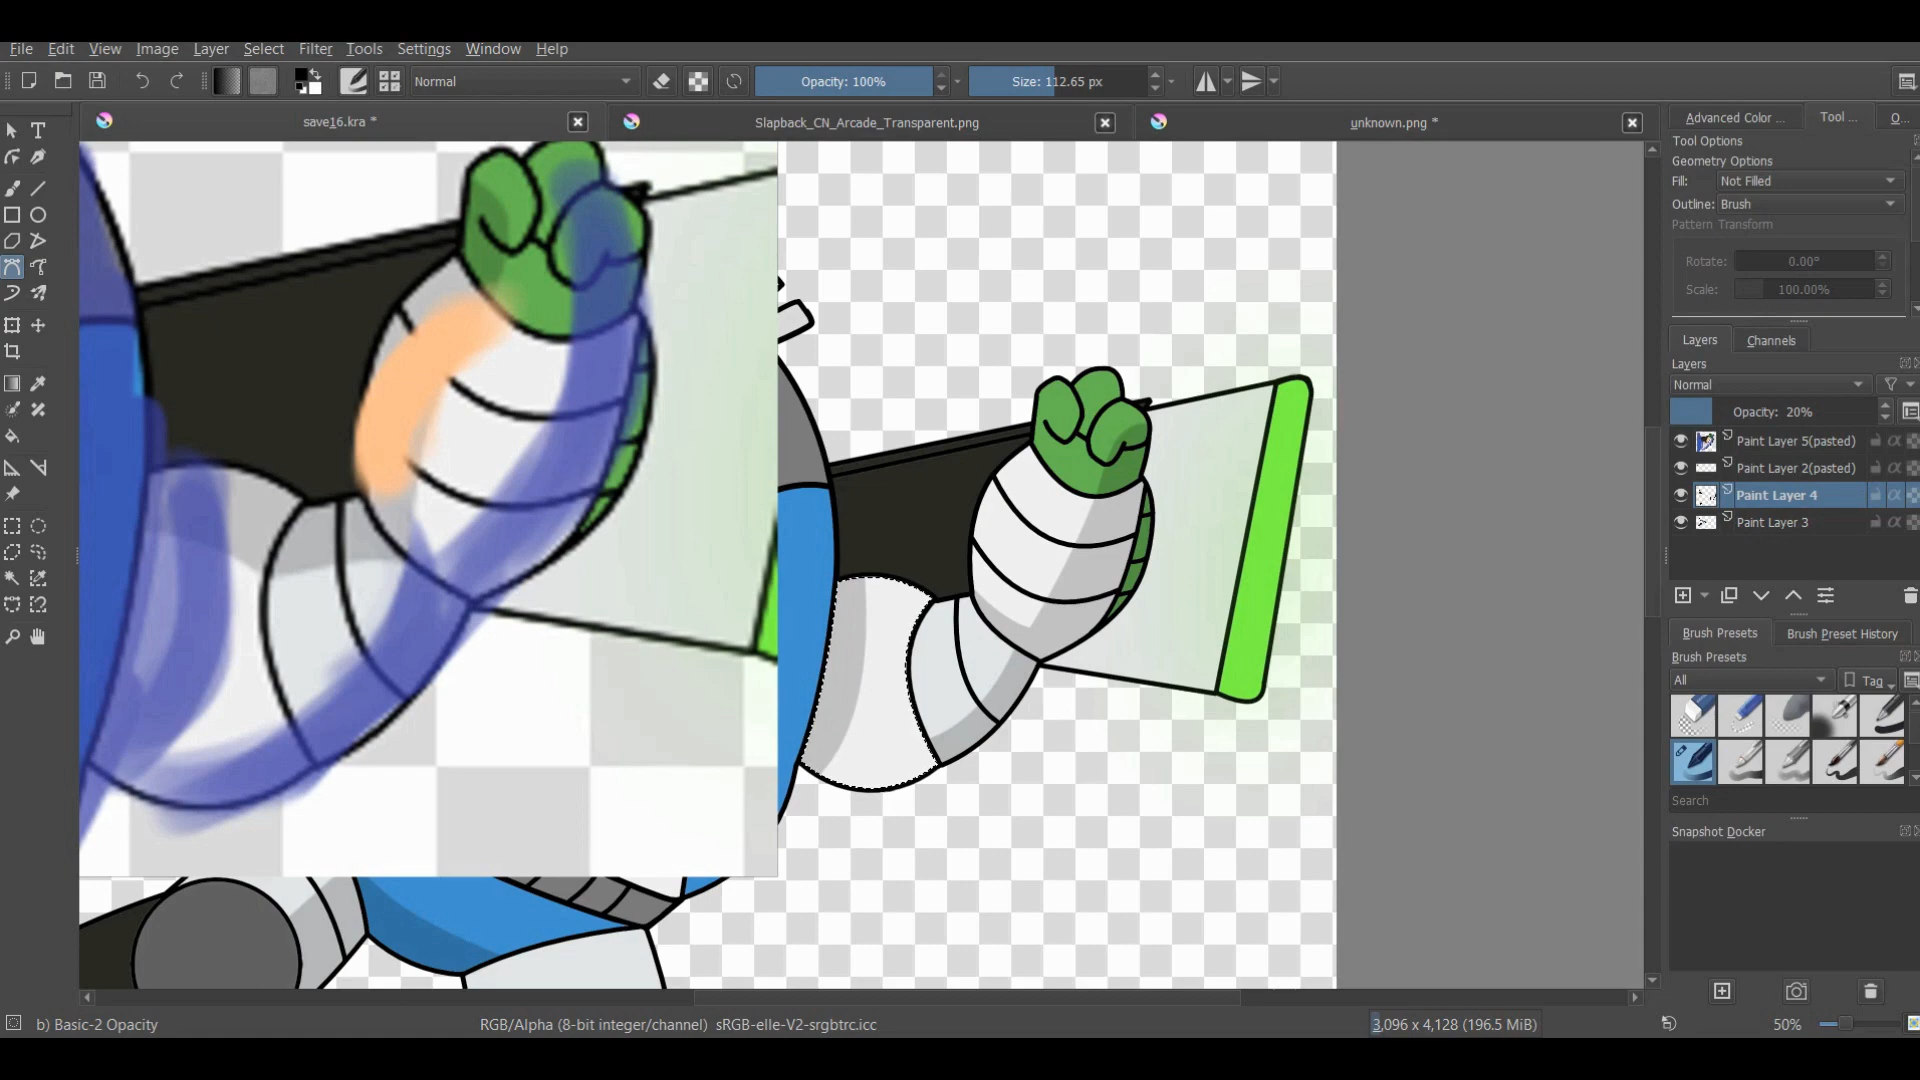 File Edit View Image Layer Select Filter Tools Settings Window Help
Normal
Opacity: 100%
Size: 112.65 px
save16.kra *
Slapback_CN_Arcade_Transparent.png
unknown.png *
Advanced Color ...
Tool ...
O...
Tool Options
Geometry Options
Fill: Not Filled
Outline: Brush
Pattern Transform
Rotate: 0.00°
Scale: 100.00%
Layers
Channels
Layers
Normal
Opacity: 20%
Paint Layer 5(pasted)
Paint Layer 2(pasted)
Paint Layer 4
Paint Layer 3
Brush Presets
Brush Preset History
Brush Presets
All
Tag
Search
Snapshot Docker
b) Basic-2 Opacity
RGB/Alpha (8-bit integer/channel) sRGB-elle-V2-srgbtrc.icc
3,096 x 4,128 (196.5 MiB)
50%